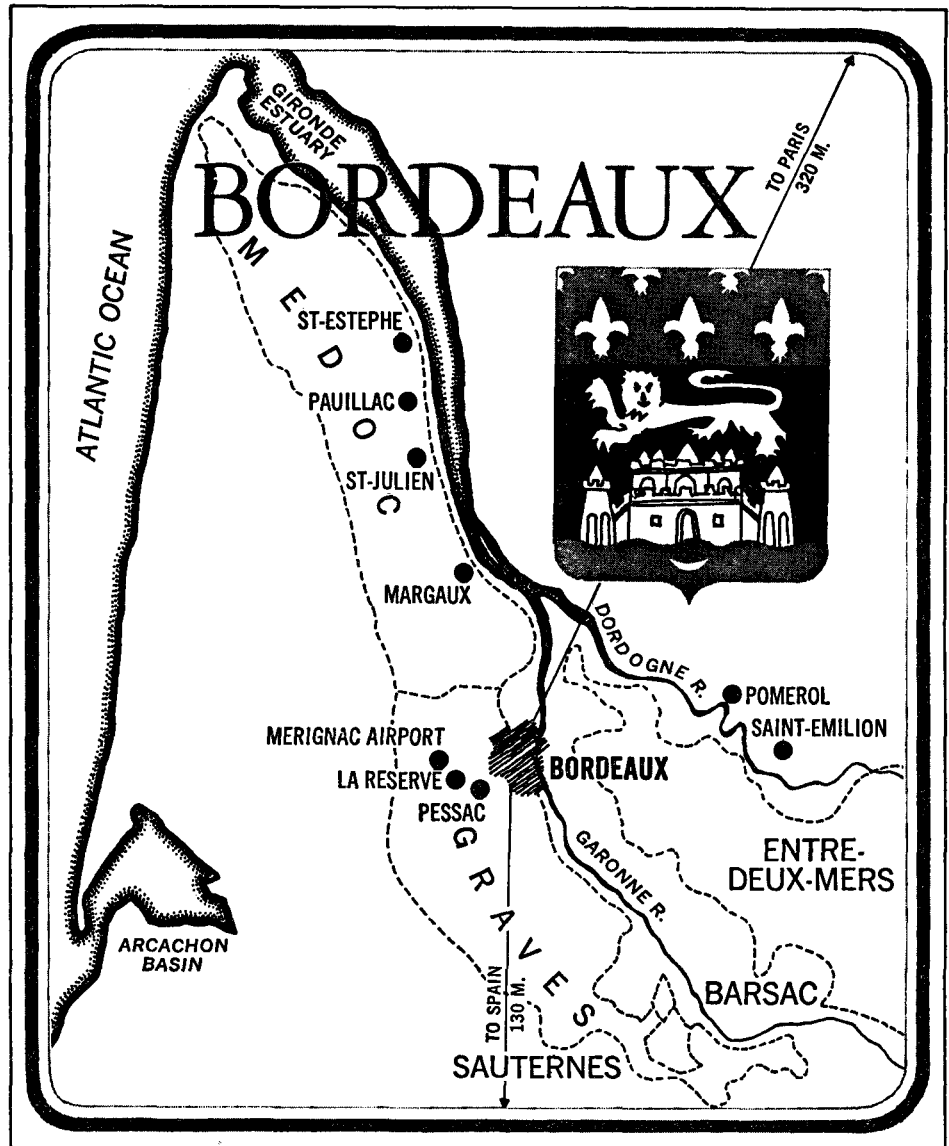 GIRONDE
ESTUARY
BORDEAUX
TO PARIS
320 M.
ATLANTIC OCEAN
MEDOC
ST-ESTEPHE
PAUILLAC
ST-JULIEN
MARGAUX
DORDOGNE R.
POMEROL
SAINT-EMILION
MERIGNAC AIRPORT
LA RESERVE
PESSAC
BORDEAUX
GRAVES
GARONNE R.
ENTRE-
DEUX-MERS
ARCACHON
BASIN
TO SPAIN
130 M.
BARSAC
SAUTERNES